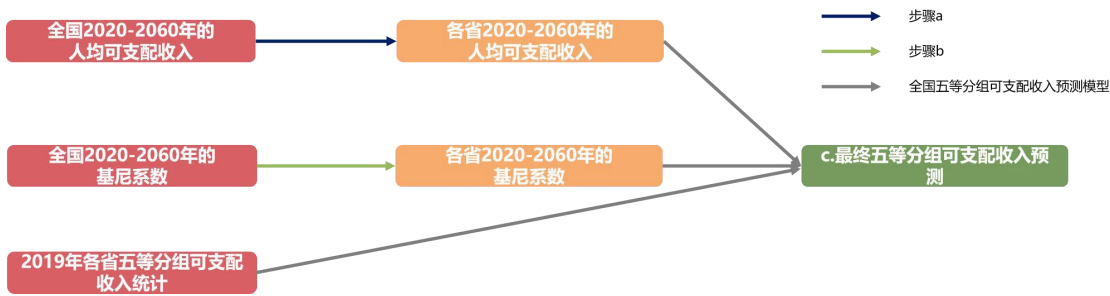 全国2020-2060年的
人均可支配收入
各省2020-2060年的
人均可支配收入
步骤a
步骤b
全国五等分组可支配收入预测模型
全国2020-2060年的
基尼系数
各省2020-2060年的
基尼系数
c.最终五等分组可支配收入预
测
2019年各省五等分组可支配
收入统计